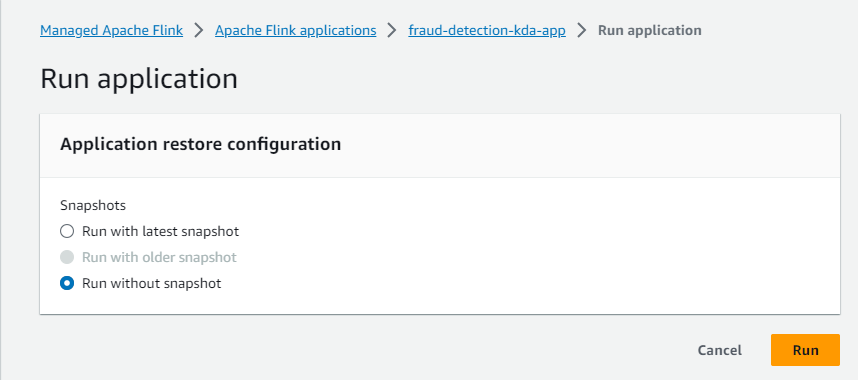 Managed Apache Flink > Apache Flink applications > fraud-detection-kda-app > Run application
Run application
Application restore configuration
Snapshots
Run with latest snapshot
Run with older snapshot
Run without snapshot
Cancel Run